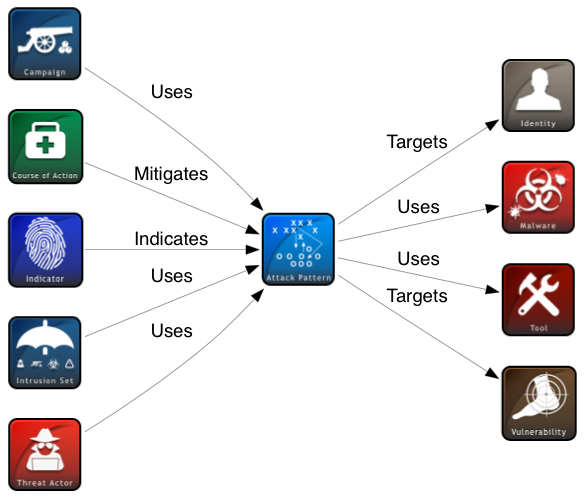 Campaign
Uses
Course of Action
Mitigates
Indicator
Indicates
Intrusion Set
Uses
Threat Actor
Uses
X X X
X X X X
X
Attack Pattern
Targets
Identity
Uses
Malware
Uses
Tool
Targets
Vulnerability